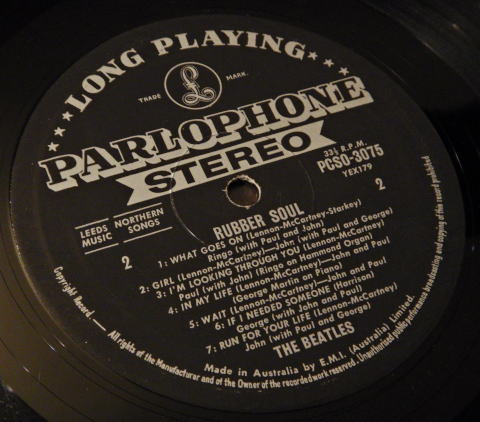 ★ LONG PLAYING ★
TRADE MARK.
£
PARLOPHONE
STEREO
33⅓ R.P.M.
PCSO-3075
YEX179
LEEDS MUSIC
NORTHERN SONGS
2
2
RUBBER SOUL
1: WHAT GOES ON (Lennon-McCartney-Starkey)
Ringo (with Paul and John)
2: GIRL (Lennon-McCartney)—John (with Paul and George)
3: I'M LOOKING THROUGH YOU (Lennon-McCartney)
Paul (with John) (Ringo on Hammond Organ)
4: IN MY LIFE (Lennon-McCartney)—John and Paul
(George Martin on Piano)
5: WAIT (Lennon-McCartney)—John and Paul
6: IF I NEEDED SOMEONE (Harrison)
George (with John and Paul)
7: RUN FOR YOUR LIFE (Lennon-McCartney)
John (with Paul and George)
THE BEATLES
Made in Australia by E.M.I. (Australia) Limited.
Copyright Record — All rights of the Manufacturer and of the Owner of the recorded work reserved. Unauthorised public performance broadcasting and copying of this record prohibited